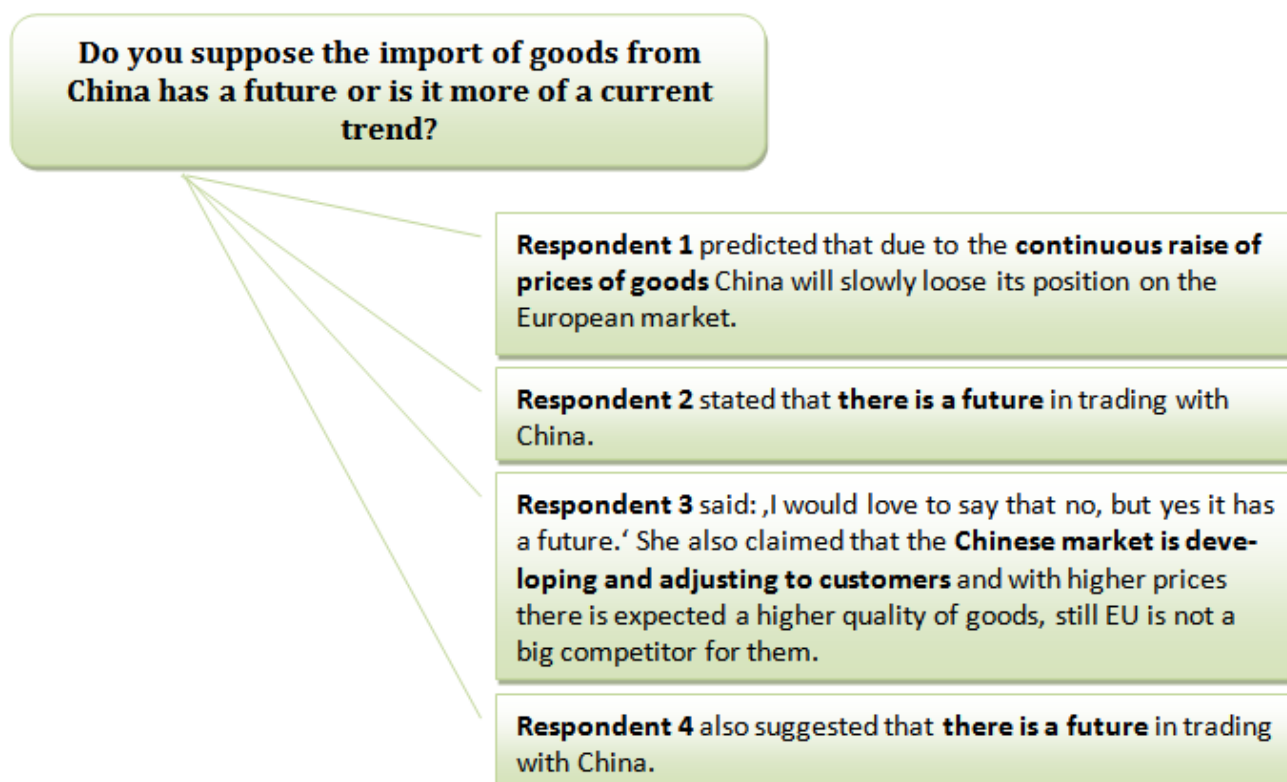 Do you suppose the import of goods from
China has a future or is it more of a current
trend?
Respondent 1 predicted that due to the continuous raise of
prices of goods China will slowly loose its position on the
European market.
Respondent 2 stated that there is a future in trading with
China.
Respondent 3 said: ‚I would love to say that no, but yes it has
a future.‘ She also claimed that the Chinese market is deve-
loping and adjusting to customers and with higher prices
there is expected a higher quality of goods, still EU is not a
big competitor for them.
Respondent 4 also suggested that there is a future in trading
with China.